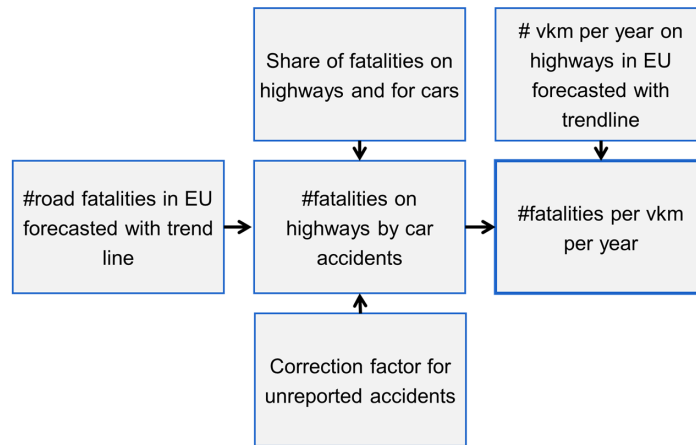 Share of fatalities on
highways and for cars
# vkm per year on
highways in EU
forecasted with
trendline
#road fatalities in EU
forecasted with trend
line
#fatalities on
highways by car
accidents
#fatalities per vkm
per year
Correction factor for
unreported accidents